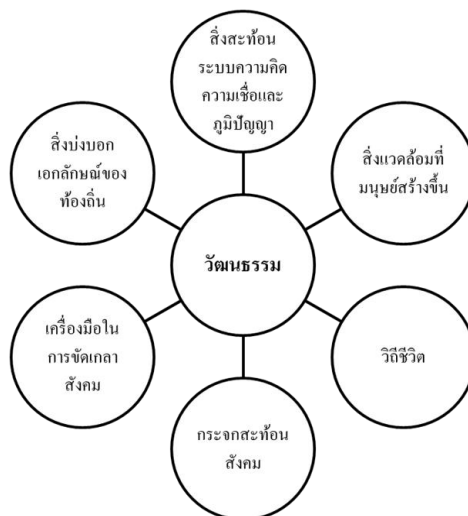 สิ่งสะท้อน
ระบบความคิด
ความเชื่อและ
ภูมิปัญญา
สิ่งบ่งบอก
เอกลักษณ์ของ
ท้องถิ่น
สิ่งแวดล้อมที่
มนุษย์สร้างขึ้น
วัฒนธรรม
เครื่องมือใน
การขัดเกลา
สังคม
วิถีชีวิต
กระจกสะท้อน
สังคม